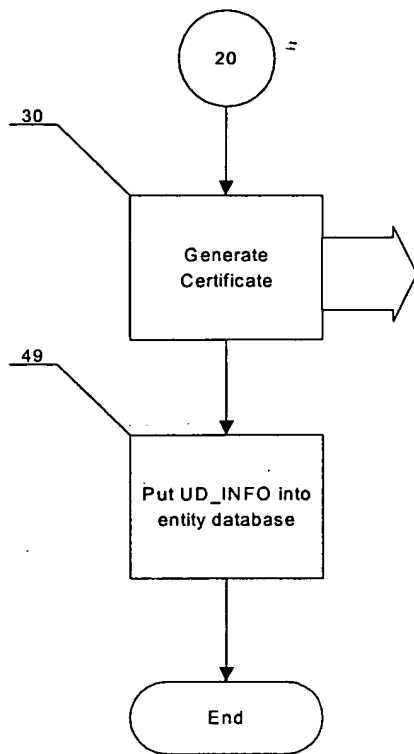 20
30
Generate
Certificate
49
Put UD_INFO into
entity database
End